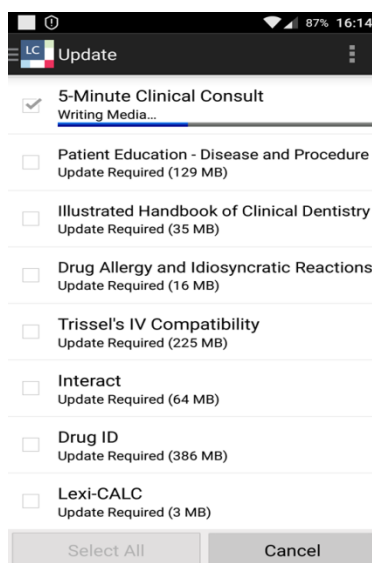 87% 16:14
LC Update
5-Minute Clinical Consult
Writing Media...
Patient Education - Disease and Procedure
Update Required (129 MB)
Illustrated Handbook of Clinical Dentistry
Update Required (35 MB)
Drug Allergy and Idiosyncratic Reactions
Update Required (16 MB)
Trissel's IV Compatibility
Update Required (225 MB)
Interact
Update Required (64 MB)
Drug ID
Update Required (386 MB)
Lexi-CALC
Update Required (3 MB)
Select All Cancel